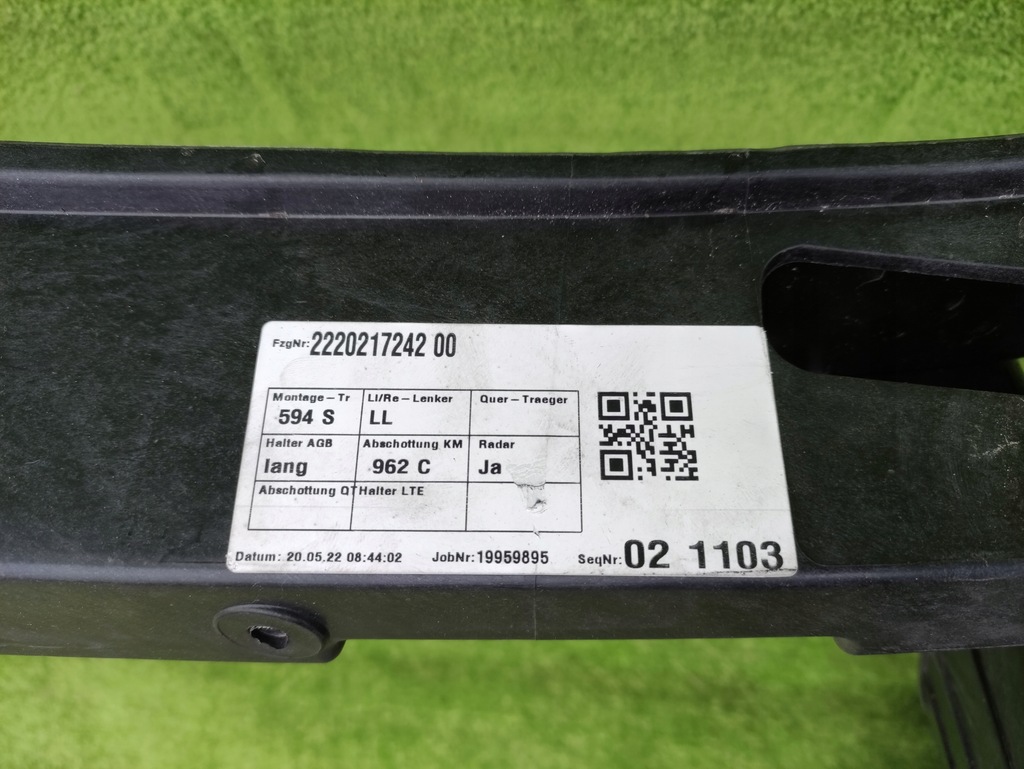 FzgNr: 2220217242 00
Montage-Tr Li/Re-Lenker Quer-Traeger
594 S LL
Halter AGB Abschottung KM Radar
lang 962 C Ja
Abschottung QT Halter LTE
Datum: 20.05.22 08:44:02 JobNr: 19959895 SeqNr: 02 1103